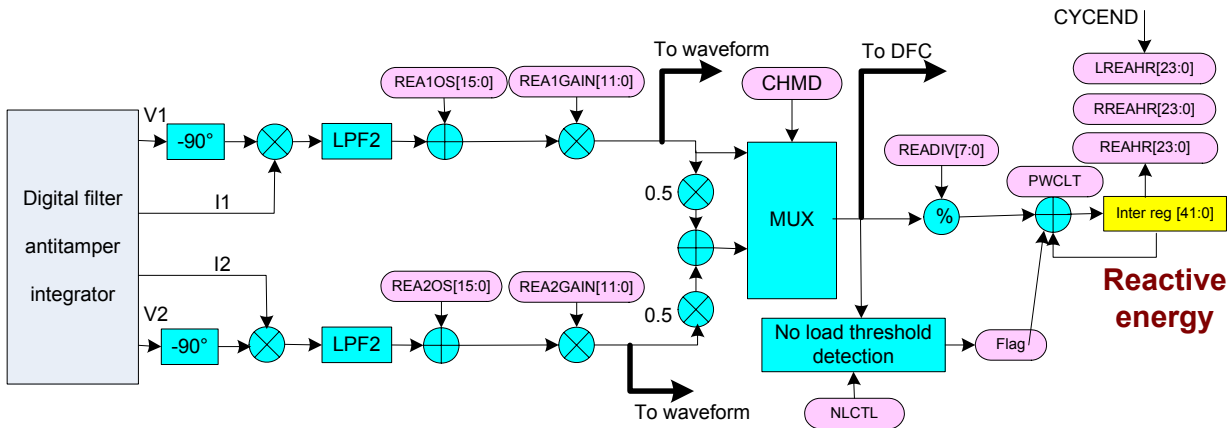 CYCEND
To waveform
To DFC
REA1OS[15:0]
REA1GAIN[11:0]
CHMD
LREAHR[23:0]
RREAHR[23:0]
V1
-90°
LPF2
READIV[7:0]
REAHR[23:0]
PWCLT
Digital filter
antitamper
integrator
I1
0.5
MUX
%
Inter reg [41:0]
I2
REA2OS[15:0]
REA2GAIN[11:0]
Reactive
energy
V2
-90°
LPF2
0.5
No load threshold
detection
Flag
To waveform
NLCTL